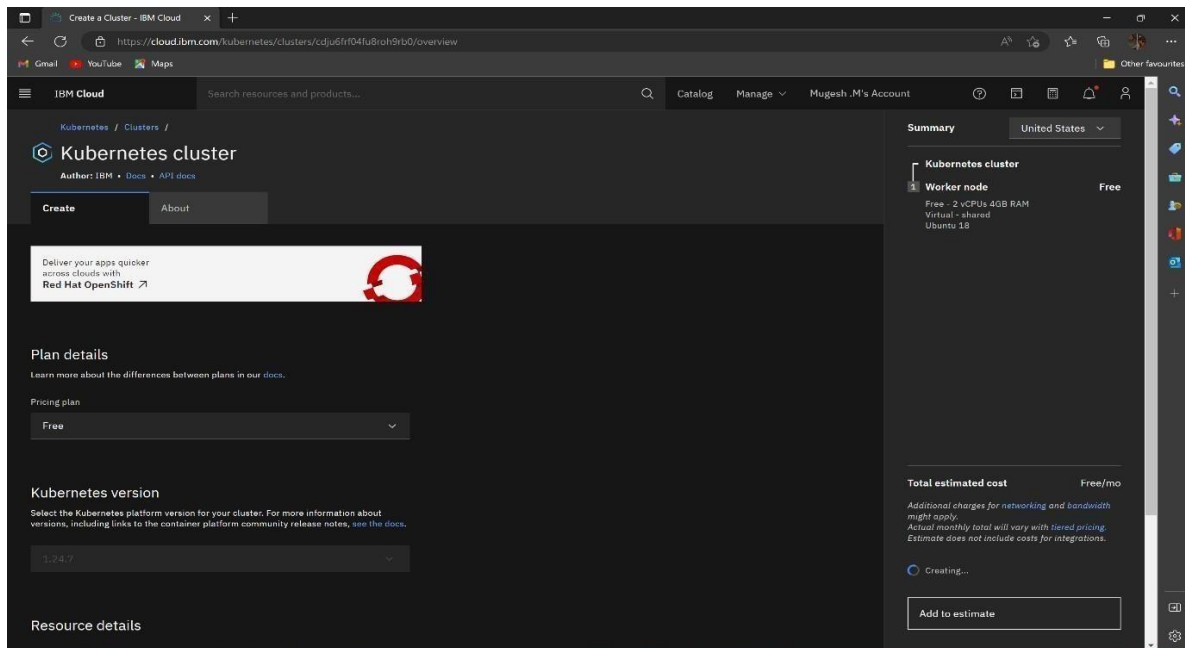 Create a Cluster - IBM Cloud
https://cloud.ibm.com/kubernetes/clusters/cdju6frf04fu8roh9rb0/overview
Gmail YouTube Maps Other favourites
IBM Cloud Search resources and products... Catalog Manage Mugesh .M's Account
Kubernetes / Clusters /
Kubernetes cluster
Author: IBM • Docs • API docs
Create About
Deliver your apps quicker
across clouds with
Red Hat OpenShift
Plan details
Learn more about the differences between plans in our docs.
Pricing plan
Free
Kubernetes version
Select the Kubernetes platform version for your cluster. For more information about
versions, including links to the container platform community release notes, see the docs.
1.24.7
Resource details
Summary United States
Kubernetes cluster
1 Worker node Free
Free - 2 vCPUs 4GB RAM
Virtual - shared
Ubuntu 18
Total estimated cost Free/mo
Additional charges for networking and bandwidth
might apply.
Actual monthly total will vary with tiered pricing.
Estimate does not include costs for integrations.
Creating...
Add to estimate